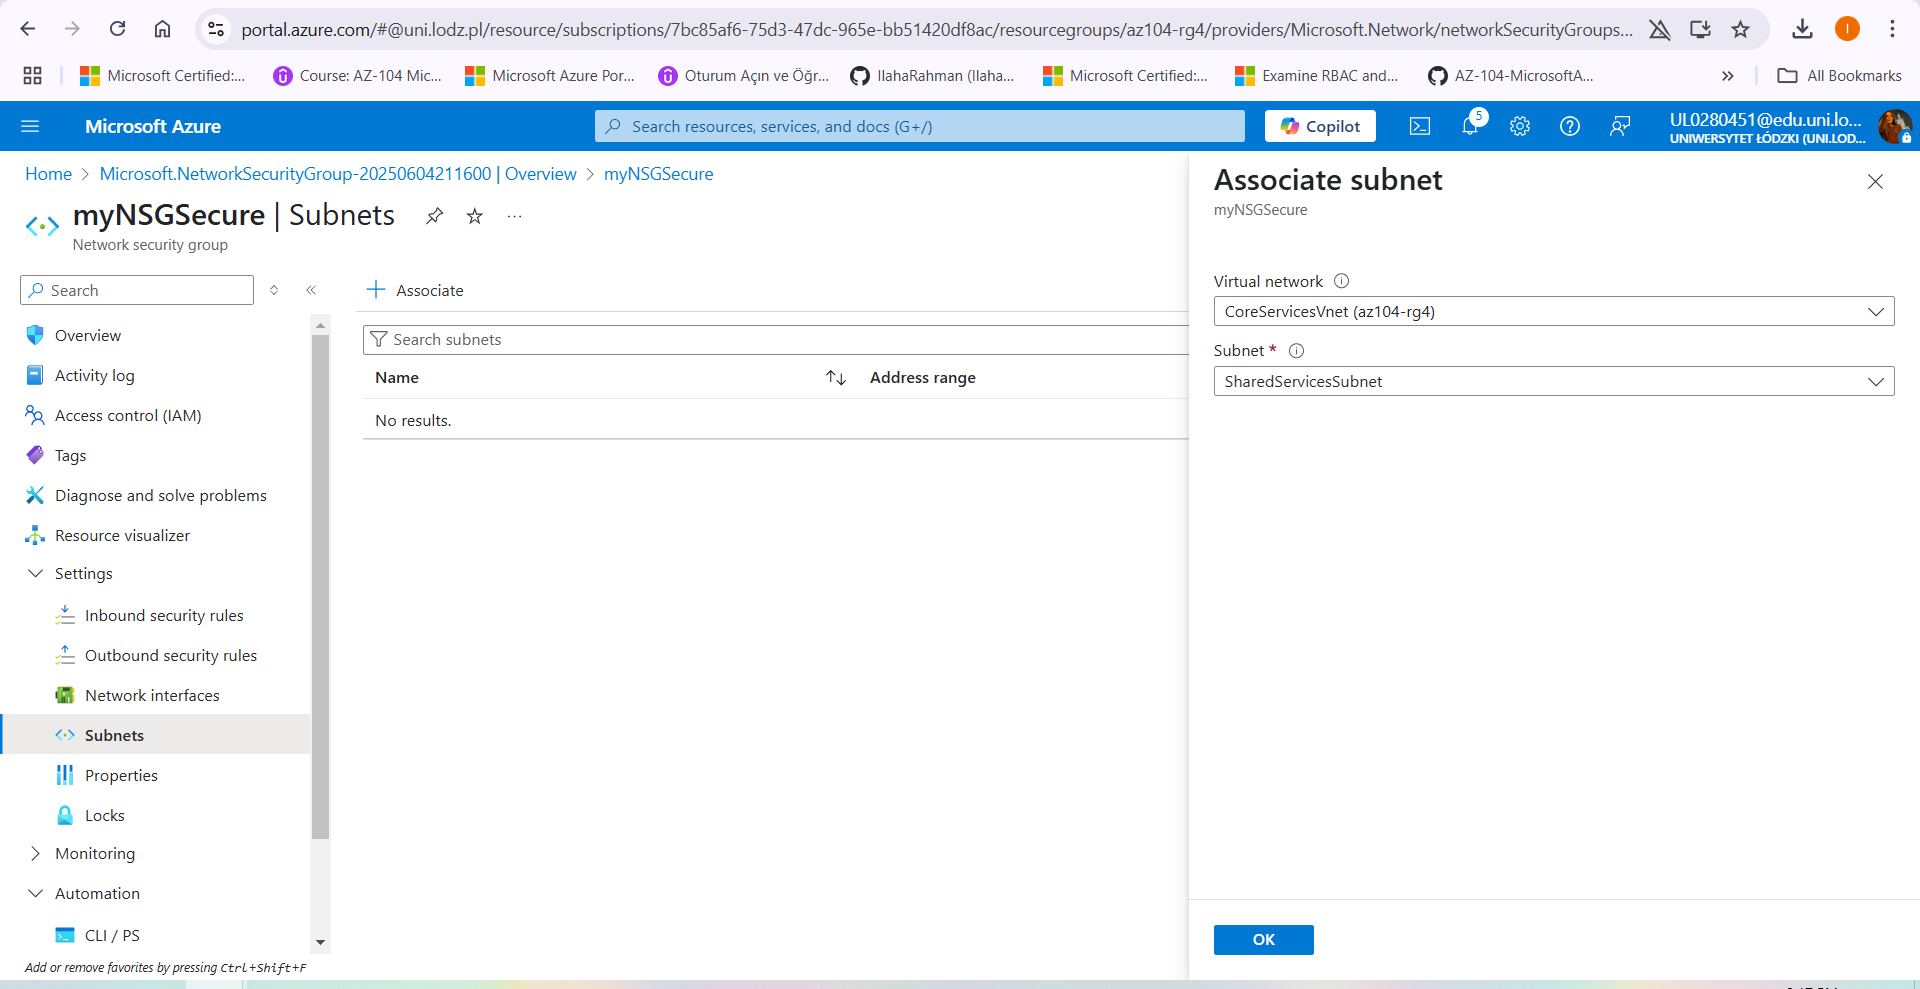 portal.azure.com/#@uni.lodz.pl/resource/subscriptions/7bc85af6-75d3-47dc-965e-bb51420df8ac/resourcegroups/az104-rg4/providers/Microsoft.Network/networkSecurityGroups...
I
Microsoft Certified:...
Course: AZ-104 Mic...
Microsoft Azure Por...
Oturum Açın ve Öğr...
IlahaRahman (Ilaha...
Microsoft Certified:...
Examine RBAC and...
AZ-104-MicrosoftA...
All Bookmarks
Microsoft Azure
Search resources, services, and docs (G+/)
Copilot
5
UL0280451@edu.uni.lo...
UNIWERSYTET ŁÓDZKI (UNI.LOD...
Home > Microsoft.NetworkSecurityGroup-20250604211600 | Overview > myNSGSecure
myNSGSecure | Subnets
Network security group
Search
Overview
Activity log
Access control (IAM)
Tags
Diagnose and solve problems
Resource visualizer
Settings
Inbound security rules
Outbound security rules
Network interfaces
Subnets
Properties
Locks
Monitoring
Automation
CLI / PS
Add or remove favorites by pressing Ctrl+Shift+F
Associate
Search subnets
Name
Address range
No results.
Associate subnet
myNSGSecure
Virtual network
CoreServicesVnet (az104-rg4)
Subnet *
SharedServicesSubnet
OK